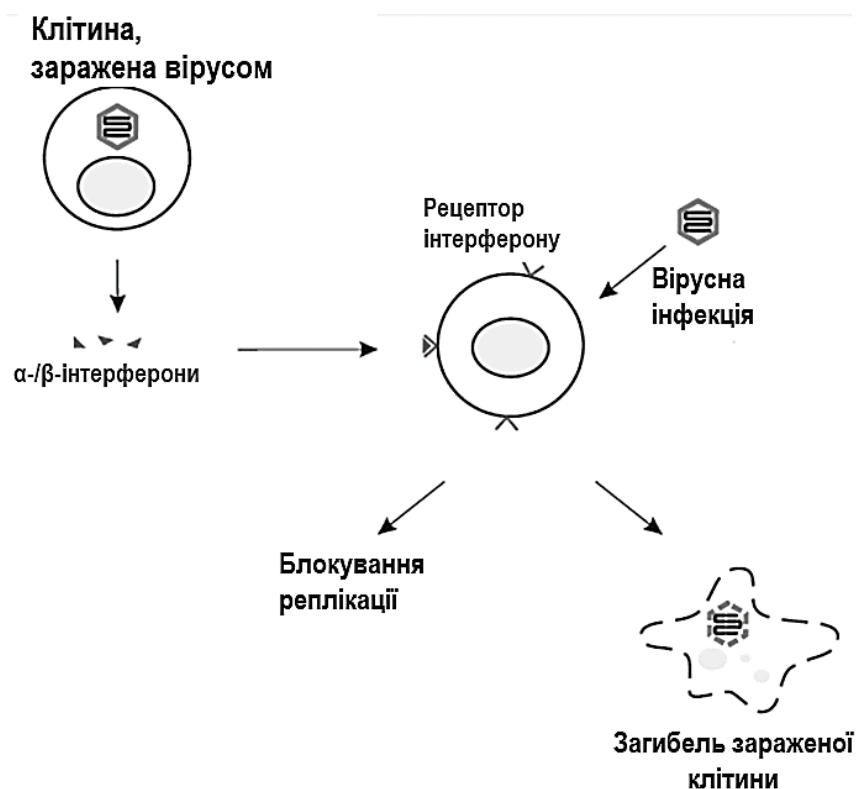 Клітина,
заражена вірусом
Рецептор
інтерферону
Вірусна
інфекція
α-/β-інтерферони
Блокування
реплікації
Загибель зараженої
клітини